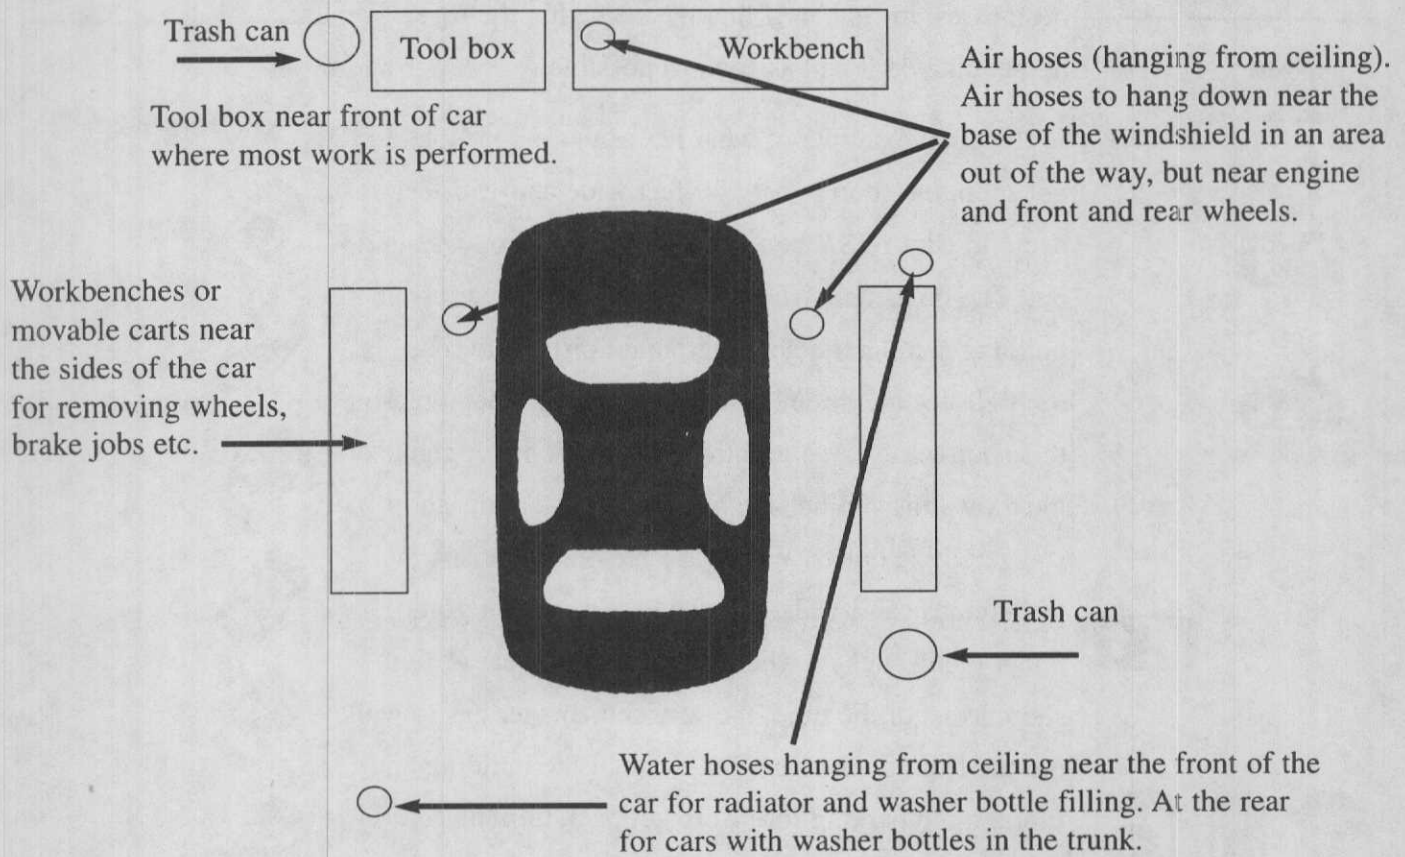 Trash can
Tool box
Workbench
Tool box near front of car
where most work is performed.
Air hoses (hanging from ceiling).
Air hoses to hang down near the
base of the windshield in an area
out of the way, but near engine
and front and rear wheels.
Workbenches or
movable carts near
the sides of the car
for removing wheels,
brake jobs etc.
Trash can
Water hoses hanging from ceiling near the front of the
car for radiator and washer bottle filling. At the rear
for cars with washer bottles in the trunk.